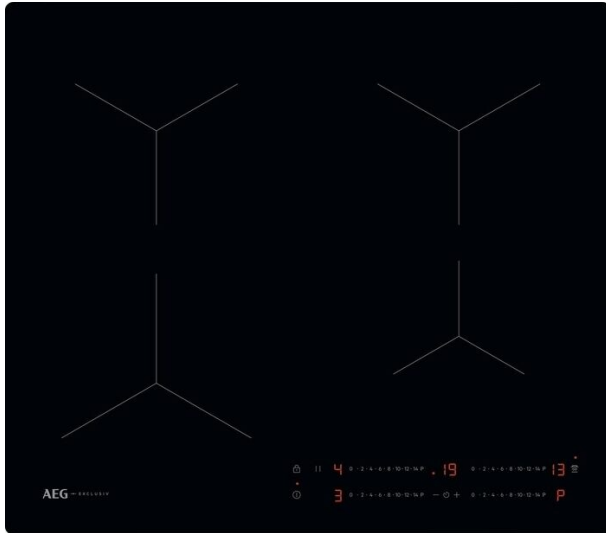 4 0 · 2 · 4 · 6 · 8 · 10 · 12 · 14 P .19 0 · 2 · 4 · 6 · 8 · 10 · 12 · 14 P 13
3 0 · 2 · 4 · 6 · 8 · 10 · 12 · 14 P − + 0 · 2 · 4 · 6 · 8 · 10 · 12 · 14 P P
AEG – EXCLUSIV